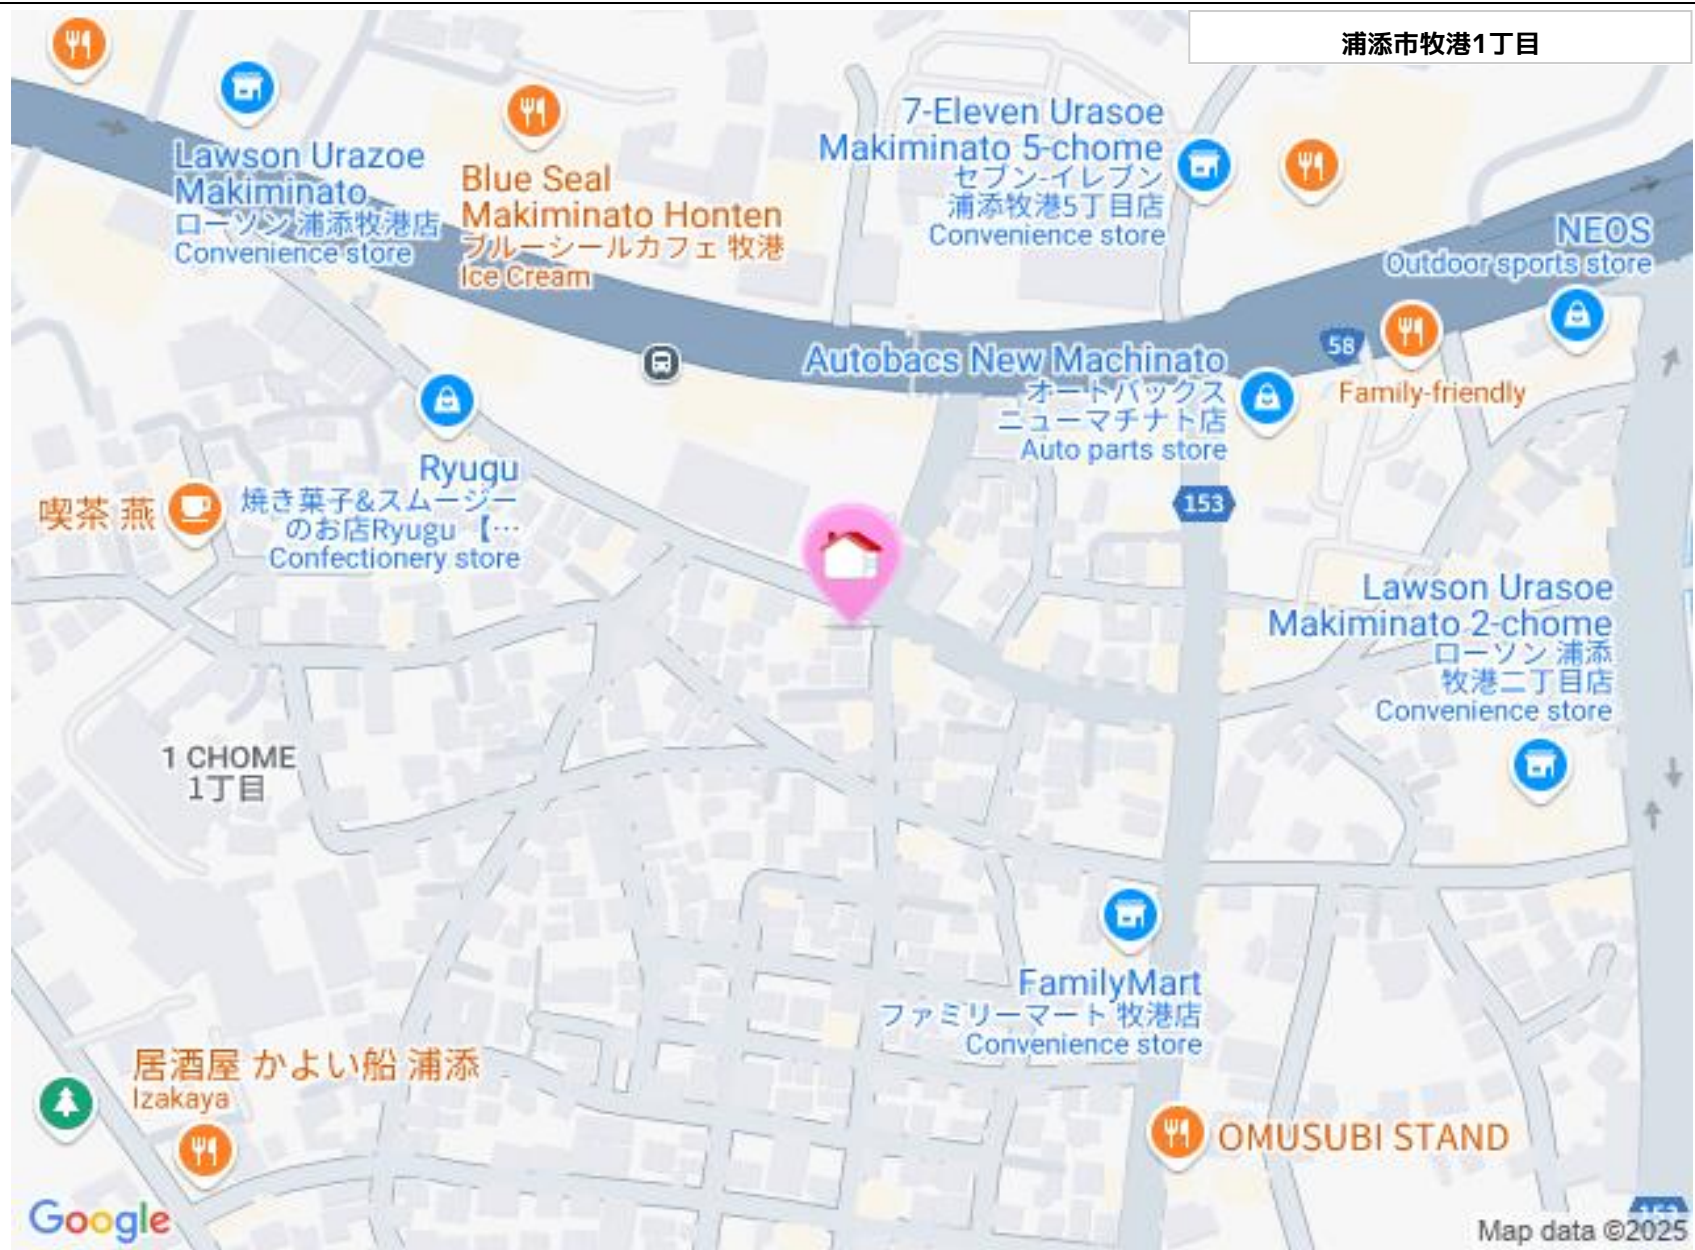 浦添市牧港1丁目
Lawson Urazoe
Makiminato
ローソン 浦添牧港店
Convenience store
Blue Seal
Makiminato Honten
ブルーシールカフェ 牧港
Ice Cream
7-Eleven Urasoe
Makiminato 5-chome
セブン-イレブン
浦添牧港5丁目店
Convenience store
NEOS
Outdoor sports store
58
Family-friendly
Autobacs New Machinato
オートバックス
ニューマチナト店
Auto parts store
153
Ryugu
焼き菓子&スムージー
のお店Ryugu 【…
Confectionery store
喫茶 燕
Lawson Urasoe
Makiminato 2-chome
ローソン 浦添
牧港二丁目店
Convenience store
1 CHOME
1丁目
FamilyMart
ファミリーマート 牧港店
Convenience store
居酒屋 かよい船 浦添
Izakaya
OMUSUBI STAND
Google
Map data ©2025